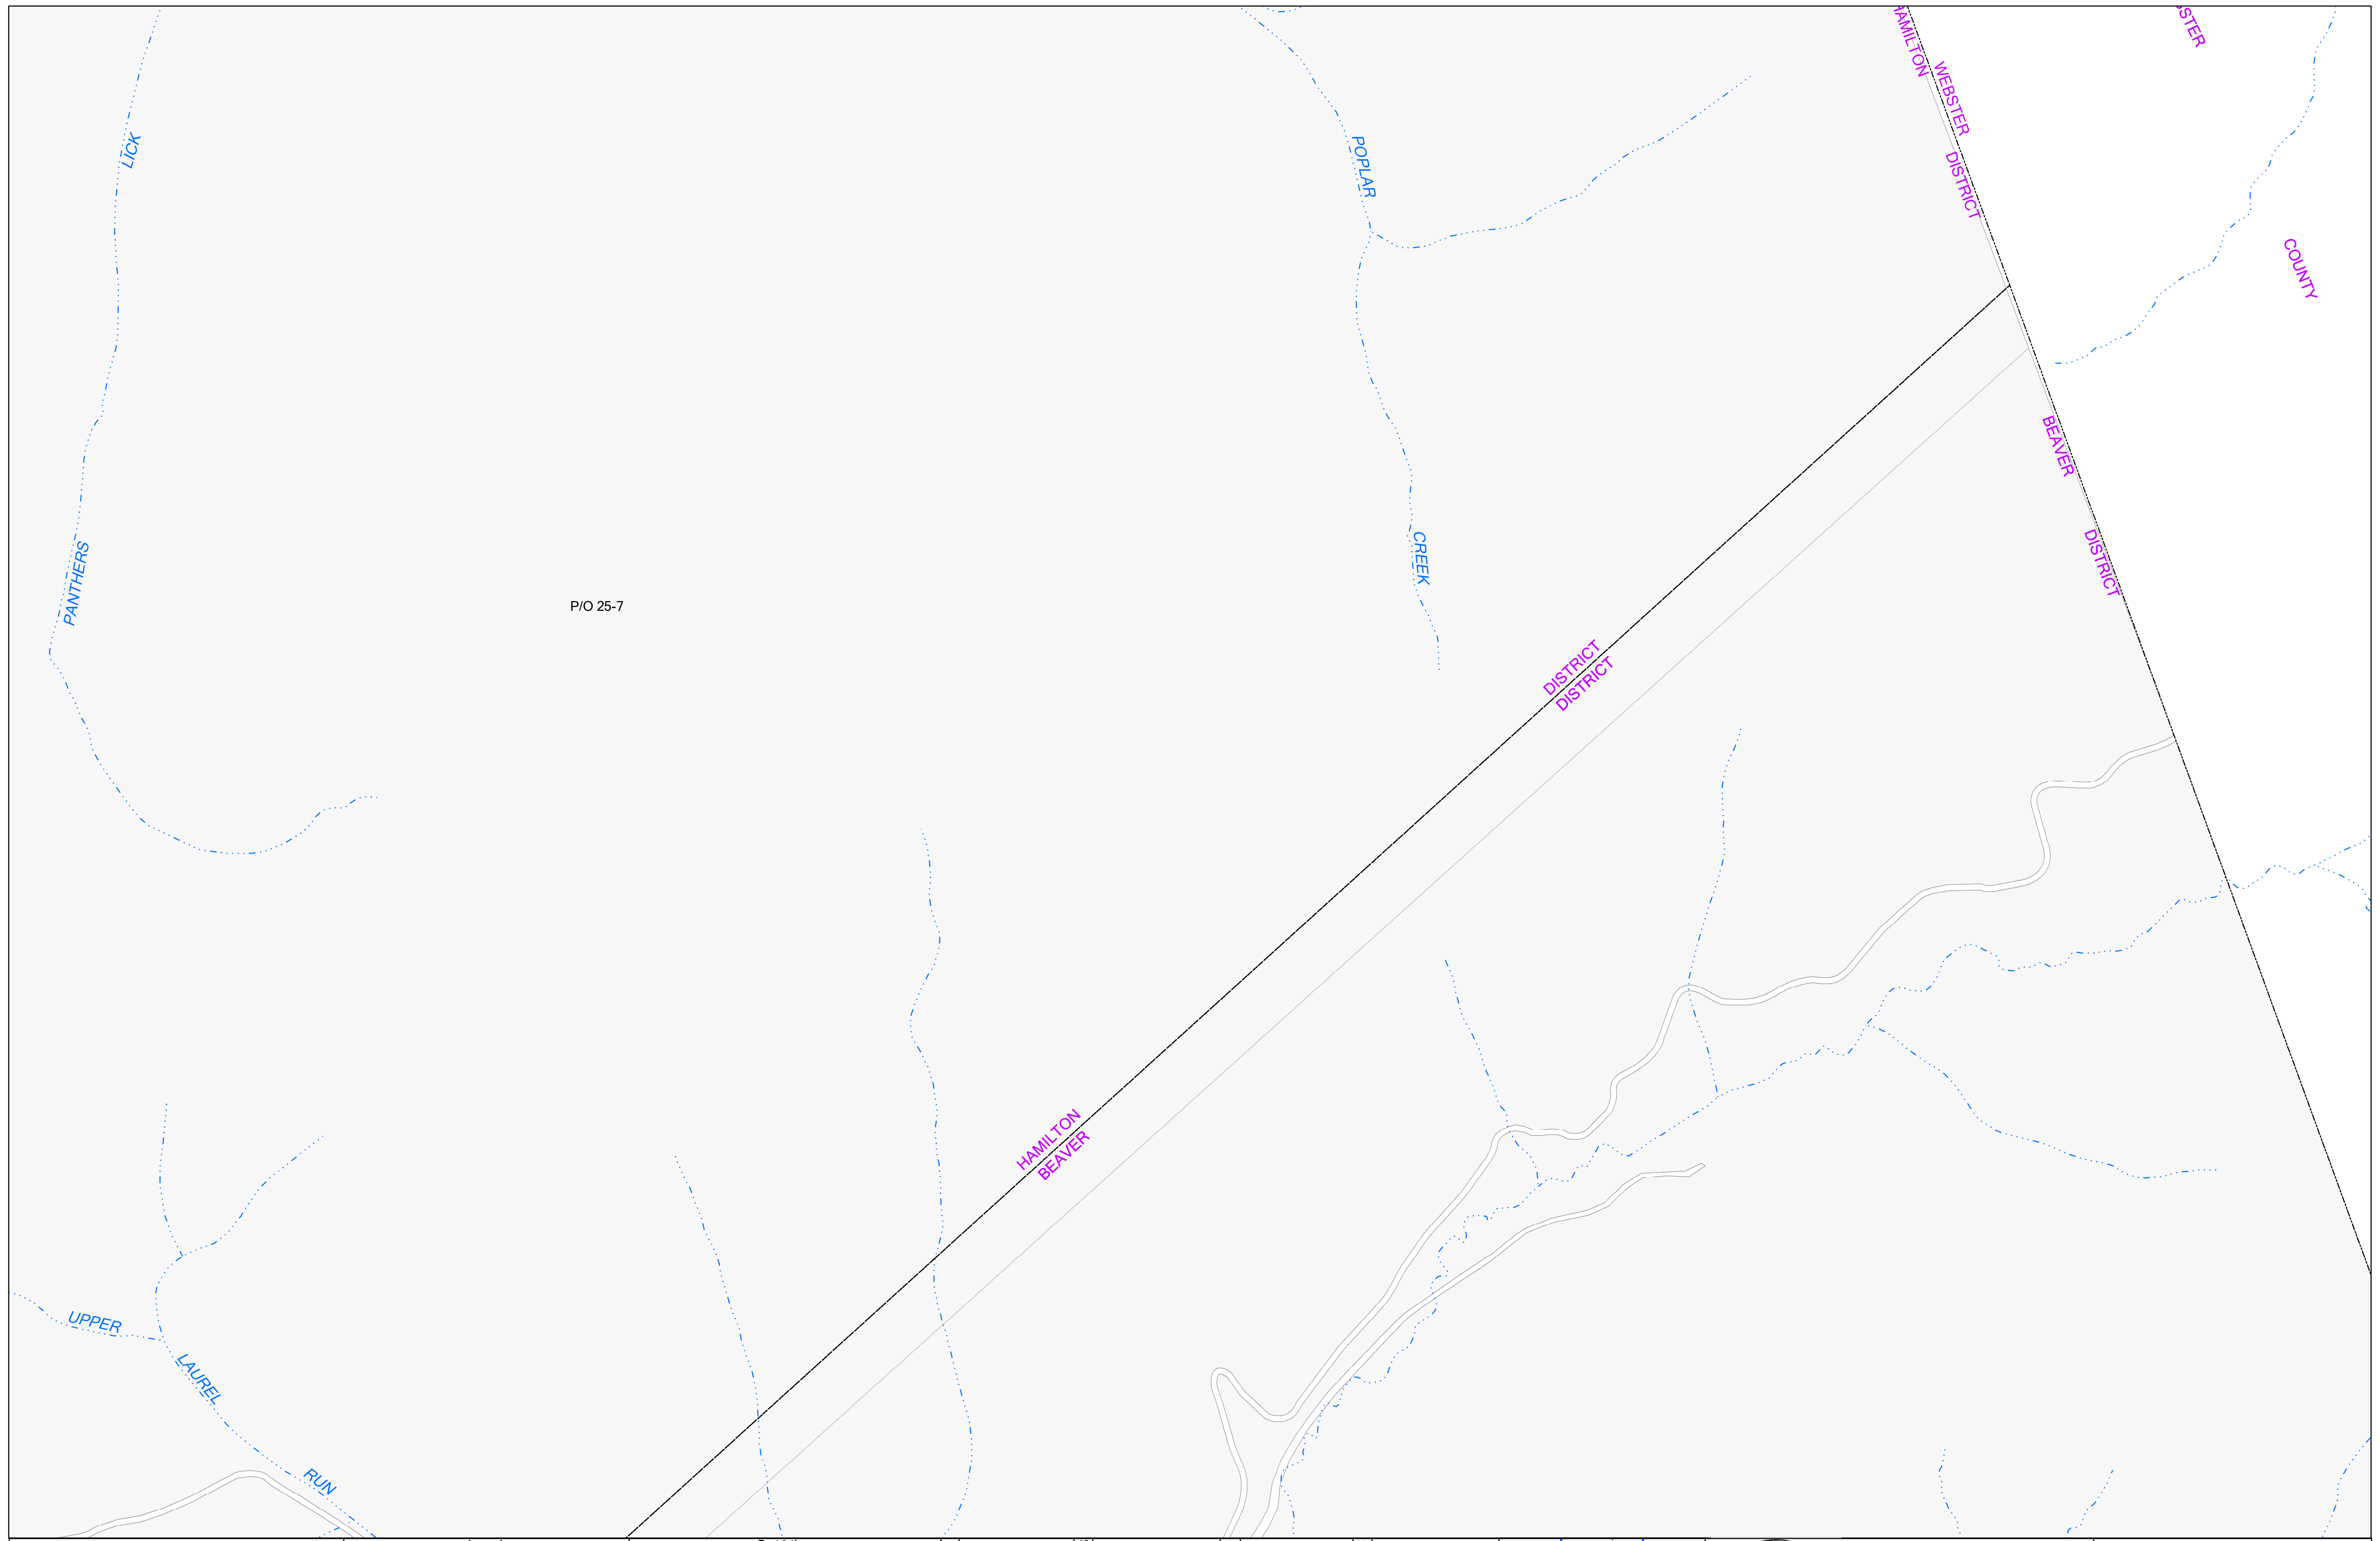 HAMILTON
WEBSTER
DISTRICT
COUNTY
LICK
POPLAR
BEAVER
DISTRICT
PANTHERS
CREEK
P/O 25-7
DISTRICT
DISTRICT
HAMILTON
BEAVER
UPPER
LAUREL
RUN